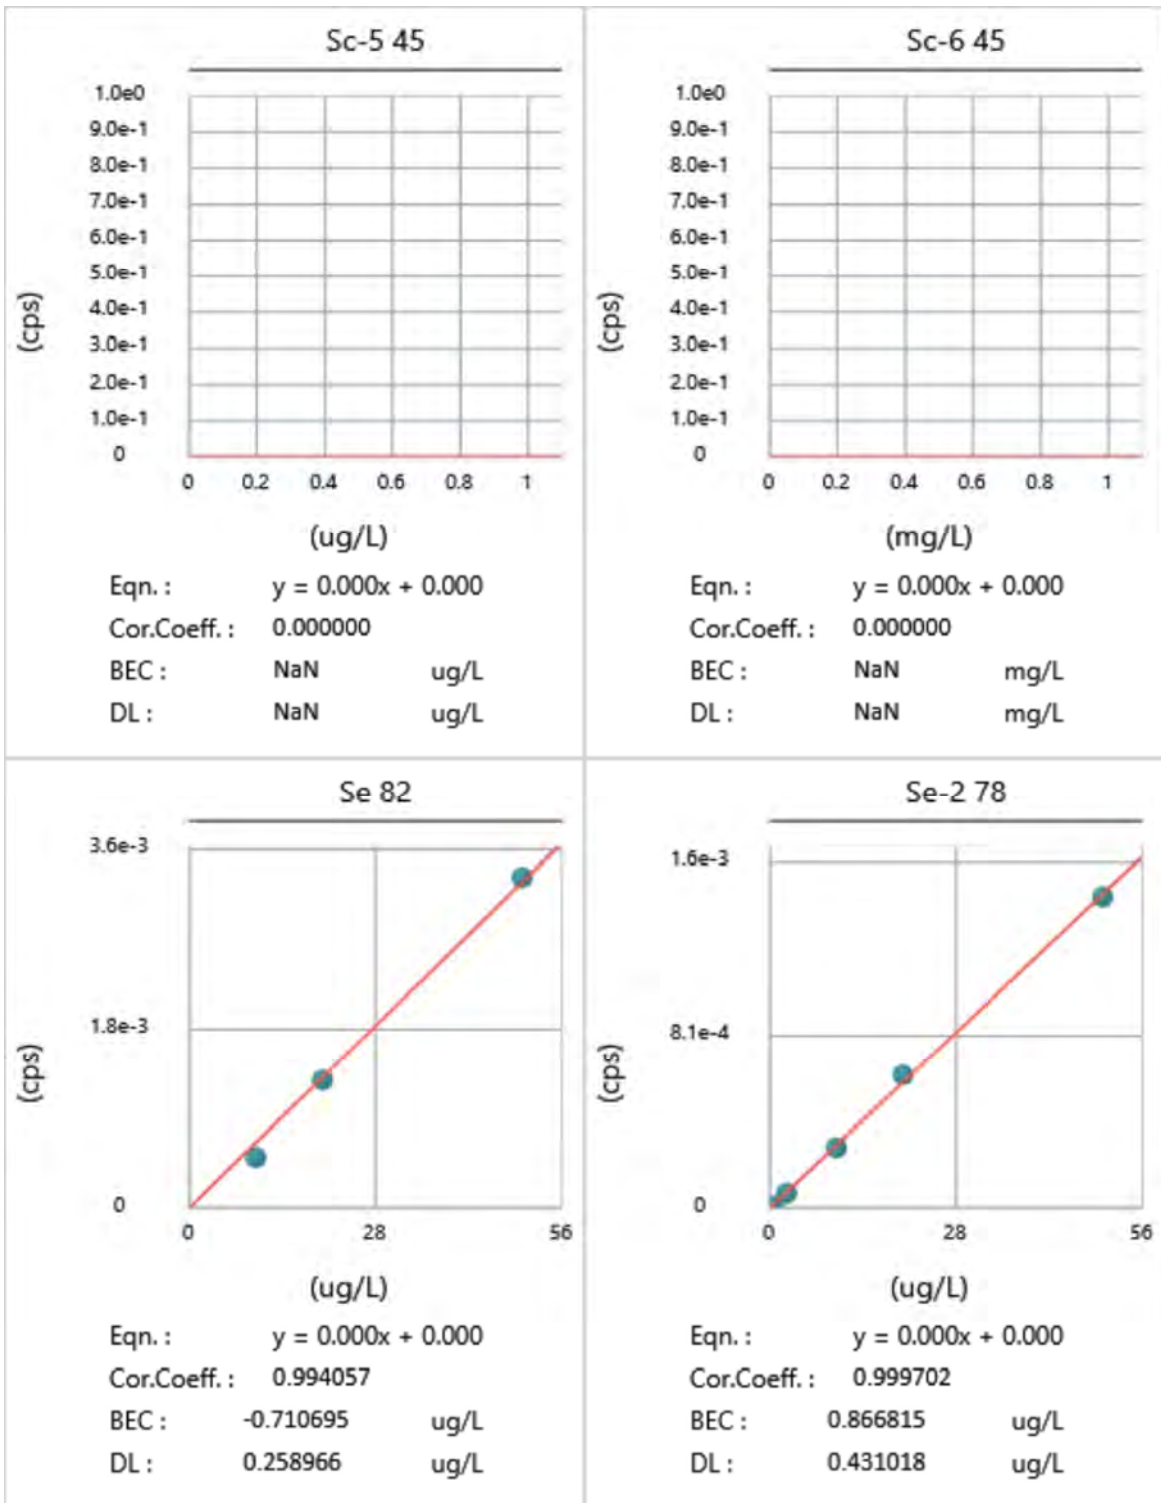 Sc-5 45
1.0e0
9.0e-1
8.0e-1
7.0e-1
6.0e-1
5.0e-1
4.0e-1
3.0e-1
2.0e-1
1.0e-1
0
(cps)
0 0.2 0.4 0.6 0.8 1
(ug/L)
Eqn. : y = 0.000x + 0.000
Cor.Coeff. : 0.000000
BEC : NaN ug/L
DL : NaN ug/L
Sc-6 45
1.0e0
9.0e-1
8.0e-1
7.0e-1
6.0e-1
5.0e-1
4.0e-1
3.0e-1
2.0e-1
1.0e-1
0
(cps)
0 0.2 0.4 0.6 0.8 1
(mg/L)
Eqn. : y = 0.000x + 0.000
Cor.Coeff. : 0.000000
BEC : NaN mg/L
DL : NaN mg/L
Se 82
3.6e-3
1.8e-3
0
(cps)
0 28 56
(ug/L)
Eqn. : y = 0.000x + 0.000
Cor.Coeff. : 0.994057
BEC : -0.710695 ug/L
DL : 0.258966 ug/L
Se-2 78
1.6e-3
8.1e-4
0
(cps)
0 28 56
(ug/L)
Eqn. : y = 0.000x + 0.000
Cor.Coeff. : 0.999702
BEC : 0.866815 ug/L
DL : 0.431018 ug/L